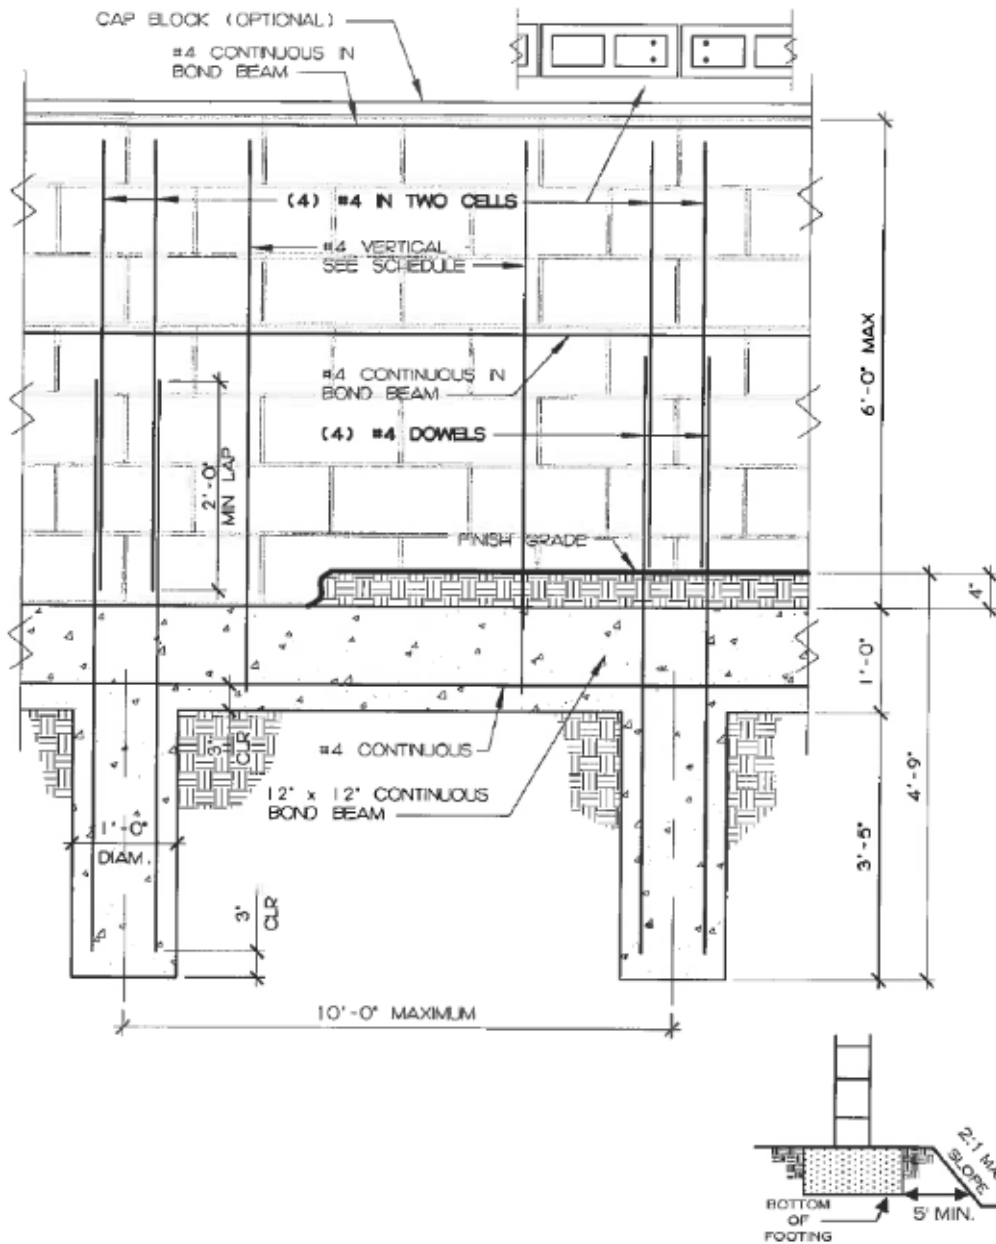 CAP BLOCK (OPTIONAL)
#4 CONTINUOUS IN
BOND BEAM
(4) #4 IN TWO CELLS
#4 VERTICAL
SEE SCHEDULE
6'-0" MAX
#4 CONTINUOUS IN
BOND BEAM
(4) #4 DOWELS
2'-0"
MIN LAP
FINISH GRADE
4"
1'-0"
3"
CLR
#4 CONTINUOUS
4'-9"
12" x 12" CONTINUOUS
BOND BEAM
1'-0"
DIAM.
3'-5"
3"
CLR
10'-0" MAXIMUM
2:1 MA
SLOPE
BOTTOM
OF
FOOTING
5' MIN.